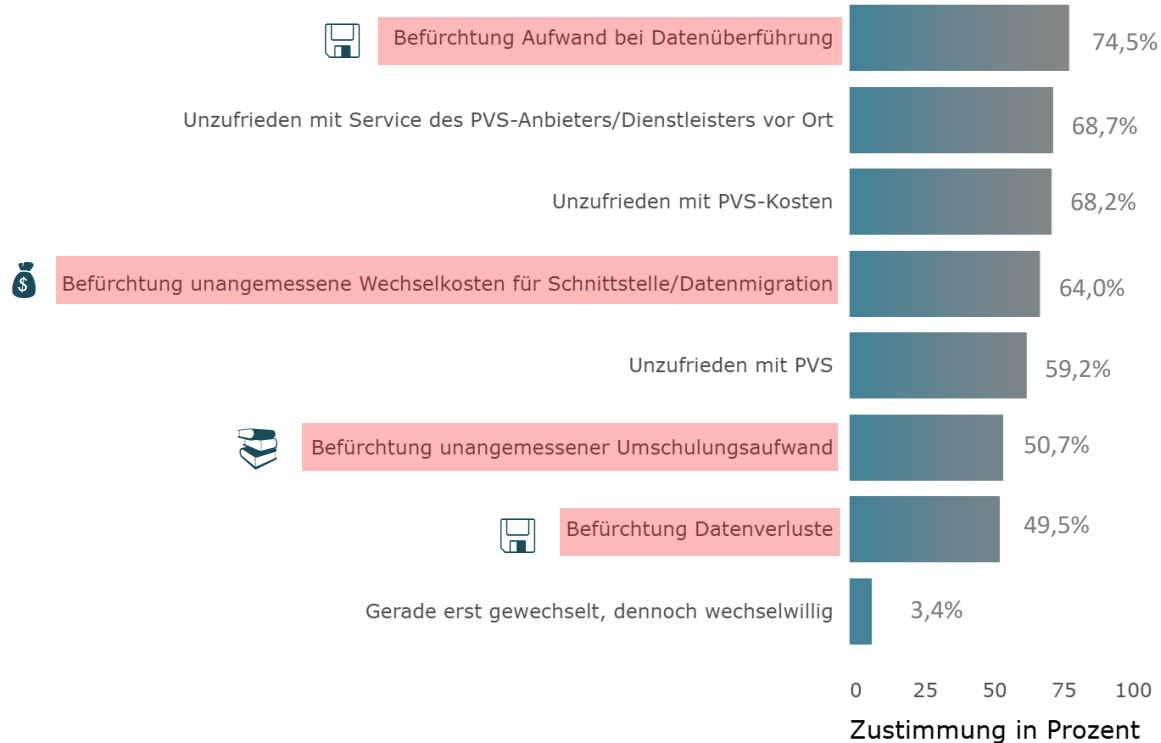 Befürchtung Aufwand bei Datenüberführung 74,5%
Unzufrieden mit Service des PVS-Anbieters/Dienstleisters vor Ort 68,7%
Unzufrieden mit PVS-Kosten 68,2%
$ Befürchtung unangemessene Wechselkosten für Schnittstelle/Datenmigration 64,0%
Unzufrieden mit PVS 59,2%
Befürchtung unangemessener Umschulungsaufwand 50,7%
Befürchtung Datenverluste 49,5%
Gerade erst gewechselt, dennoch wechselwillig 3,4%
0 25 50 75 100
Zustimmung in Prozent